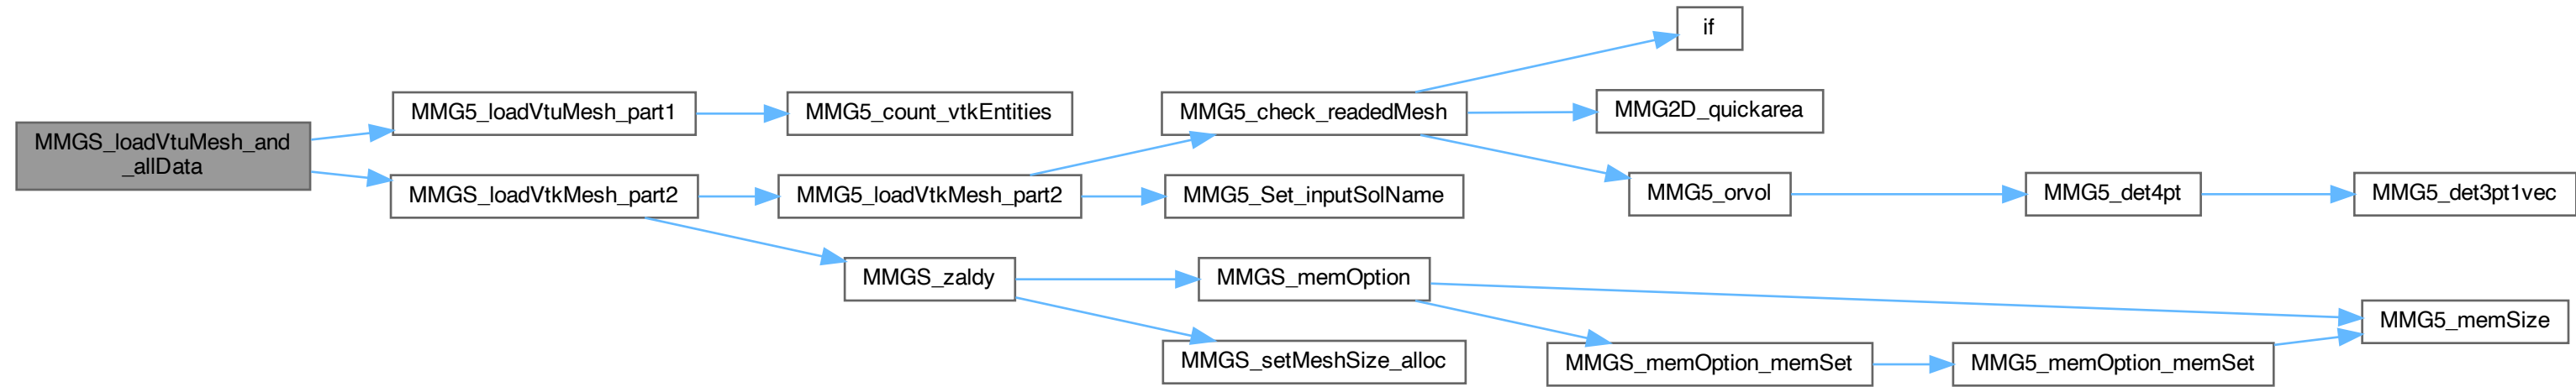 if
MMG5_loadVtuMesh_part1
MMG5_count_vtkEntities
MMG5_check_readedMesh
MMG2D_quickarea
MMGS_loadVtuMesh_and
_allData
MMGS_loadVtkMesh_part2
MMG5_loadVtkMesh_part2
MMG5_Set_inputSolName
MMG5_orvol
MMG5_det4pt
MMG5_det3pt1vec
MMGS_zaldy
MMGS_memOption
MMG5_memSize
MMGS_setMeshSize_alloc
MMGS_memOption_memSet
MMG5_memOption_memSet